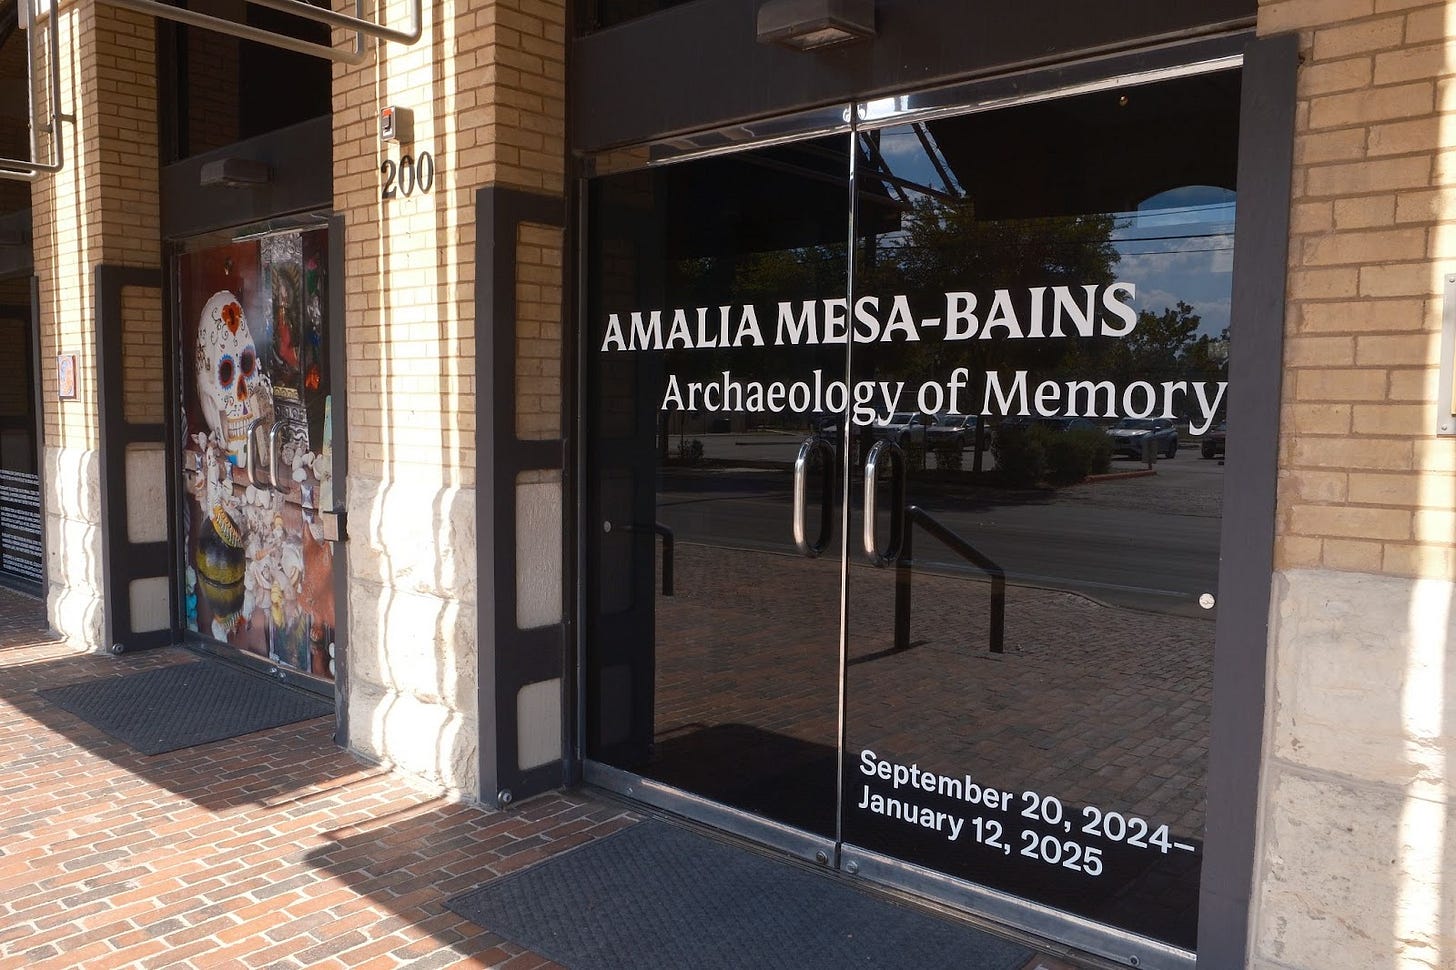 200
AMALIA MESA-BAINS
Archaeology of Memory
September 20, 2024–
January 12, 2025